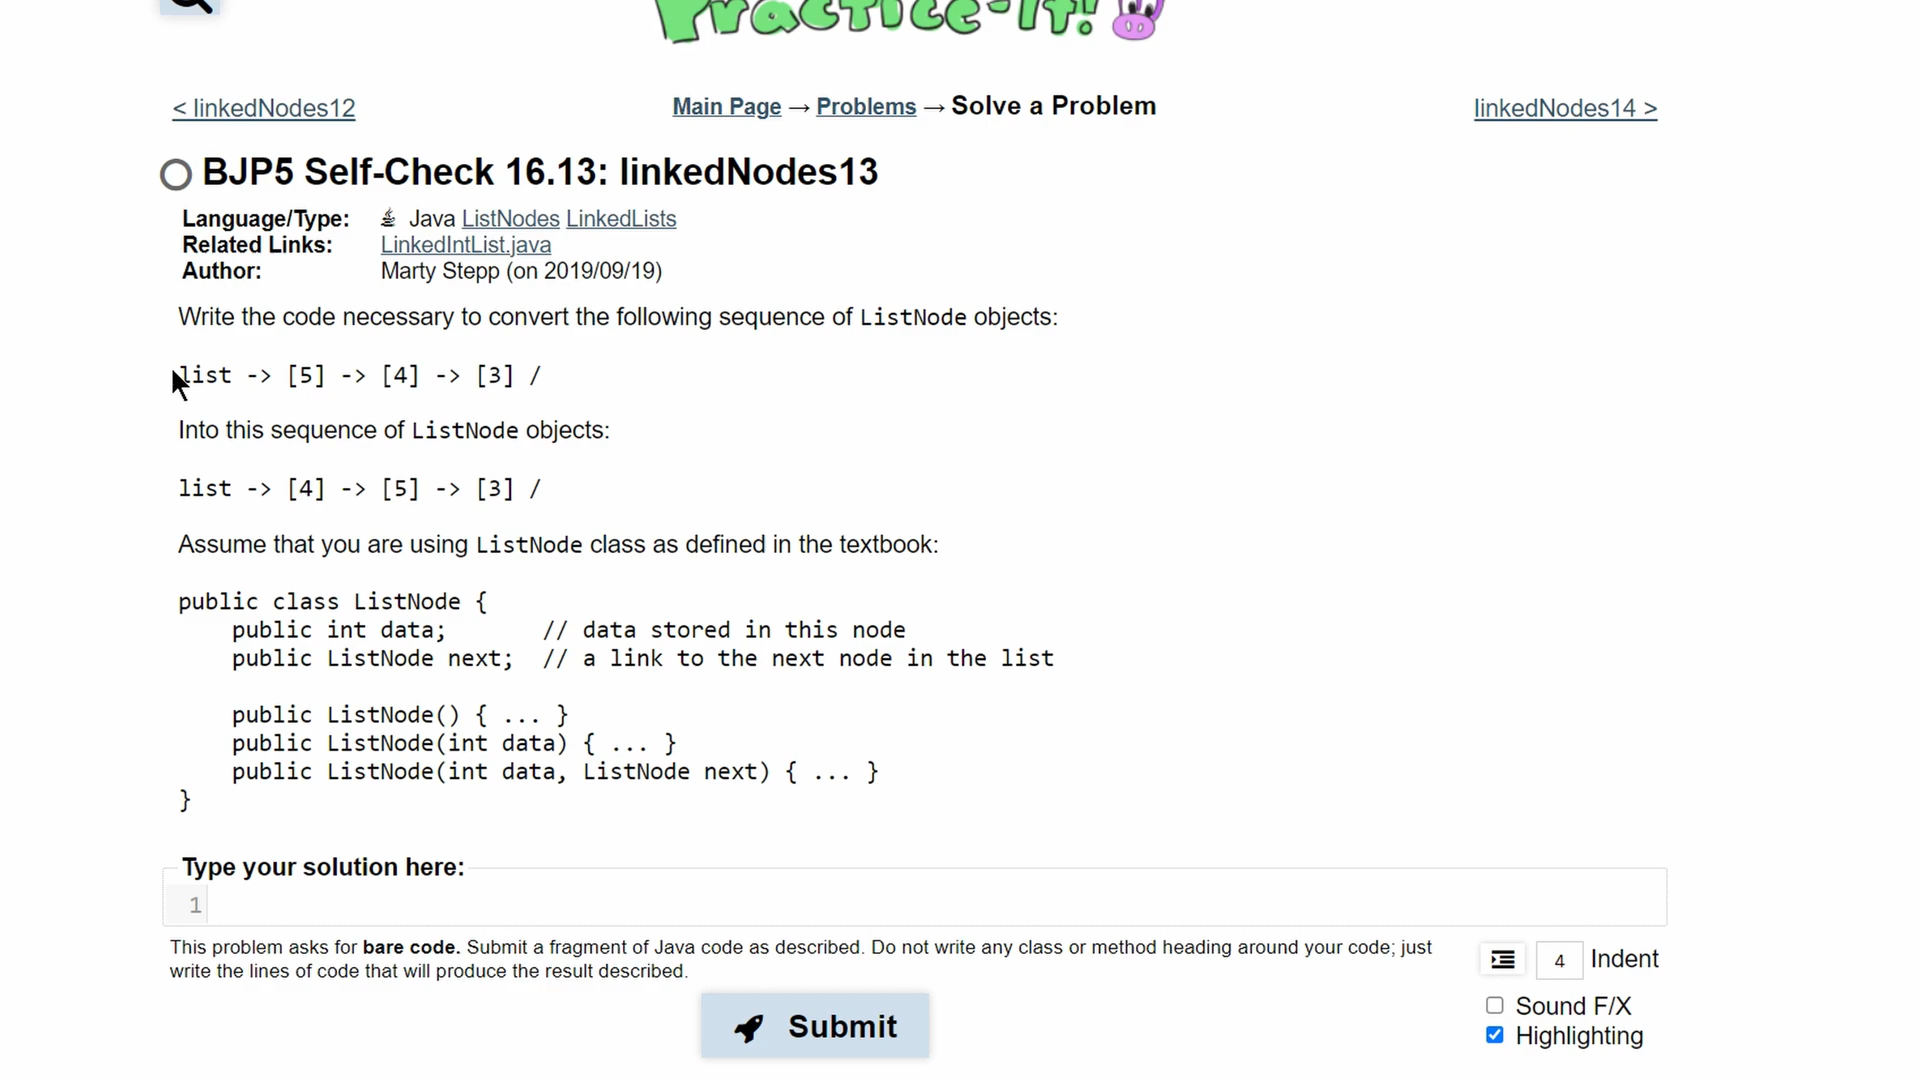 Practice-It!
< linkedNodes12
Main Page → Problems → Solve a Problem
linkedNodes14 >
BJP5 Self-Check 16.13: linkedNodes13
Language/Type: Java ListNodes LinkedLists
Related Links: LinkedIntList.java
Author: Marty Stepp (on 2019/09/19)
Write the code necessary to convert the following sequence of ListNode objects:
list -> [5] -> [4] -> [3] /
Into this sequence of ListNode objects:
list -> [4] -> [5] -> [3] /
Assume that you are using ListNode class as defined in the textbook:
public class ListNode {
    public int data;       // data stored in this node
    public ListNode next;  // a link to the next node in the list
    public ListNode() { ... }
    public ListNode(int data) { ... }
    public ListNode(int data, ListNode next) { ... }
}
Type your solution here:
1
This problem asks for bare code. Submit a fragment of Java code as described. Do not write any class or method heading around your code; just
write the lines of code that will produce the result described.
4 Indent
Sound F/X
Highlighting
Submit